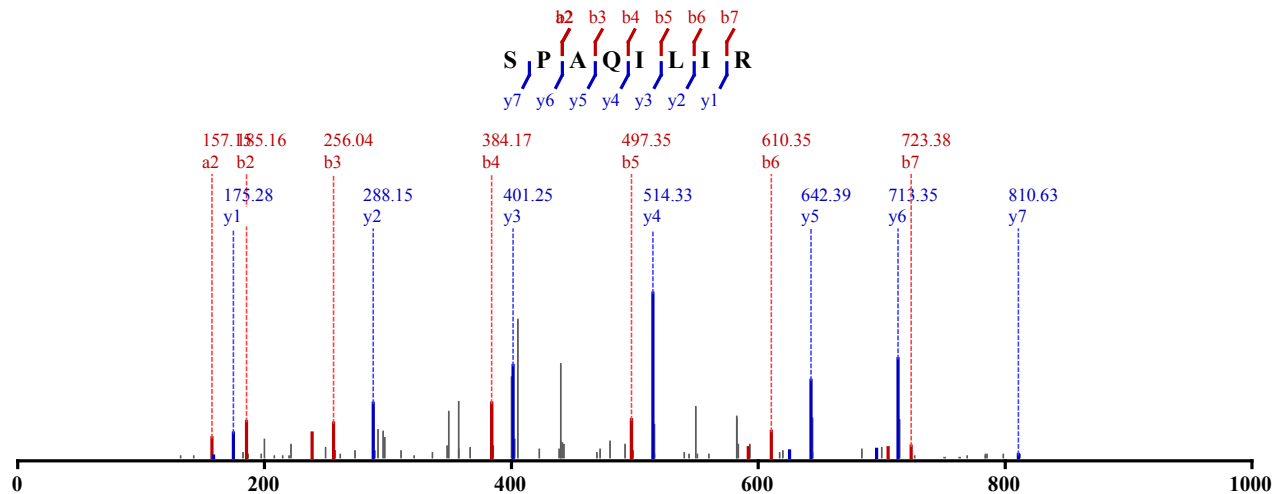 a2 b2 b3 b4 b5 b6 b7
S P A Q I L I R
y7 y6 y5 y4 y3 y2 y1
157.15 185.16 256.04 384.17 497.35 610.35 723.38
a2 b2 b3 b4 b5 b6 b7
175.28 288.15 401.25 514.33 642.39 713.35 810.63
y1 y2 y3 y4 y5 y6 y7
0 200 400 600 800 1000